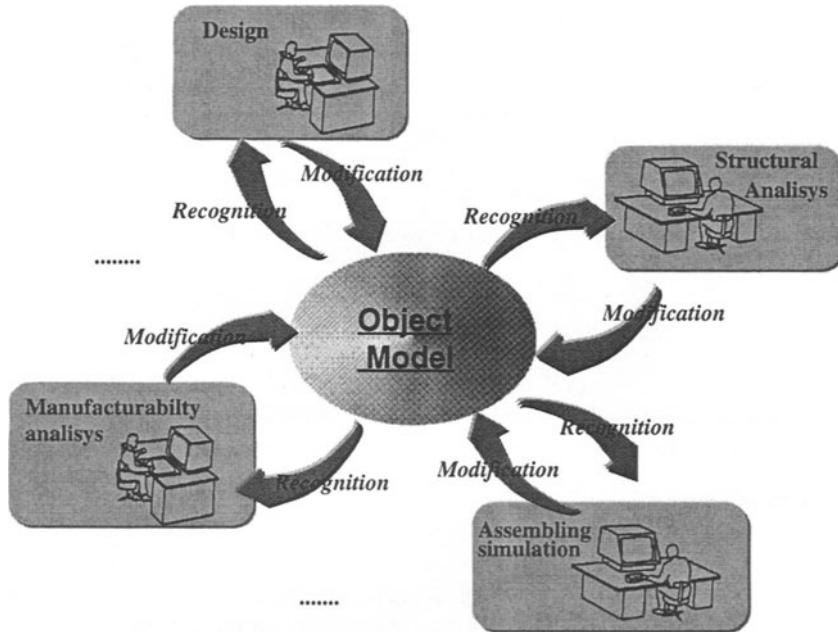 Design
Modification
Recognition
Structural
Analisys
Recognition
........
Modification
Object
Model
Modification
Manufacturabilty
analisys
Recognition
Recognition
Modification
Assembling
simulation
.......